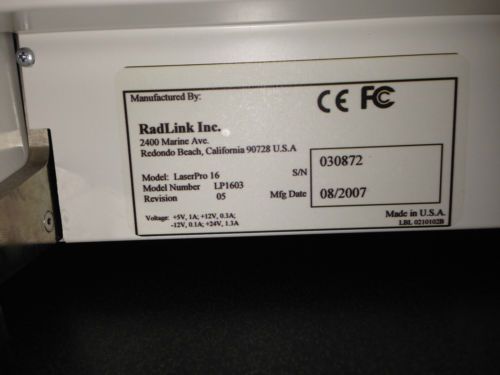 Manufactured By:
CE FC
RadLink Inc.
2400 Marine Ave.
Redondo Beach, California 90728 U.S.A
S/N 030872
Model: LaserPro 16
Model Number LP1603
Revision 05
Mfg Date 08/2007
Voltage: +5V, 1A; +12V, 0.3A;
-12V, 0.1A; +24V, 1.3A
Made in U.S.A.
LBL 0210102B